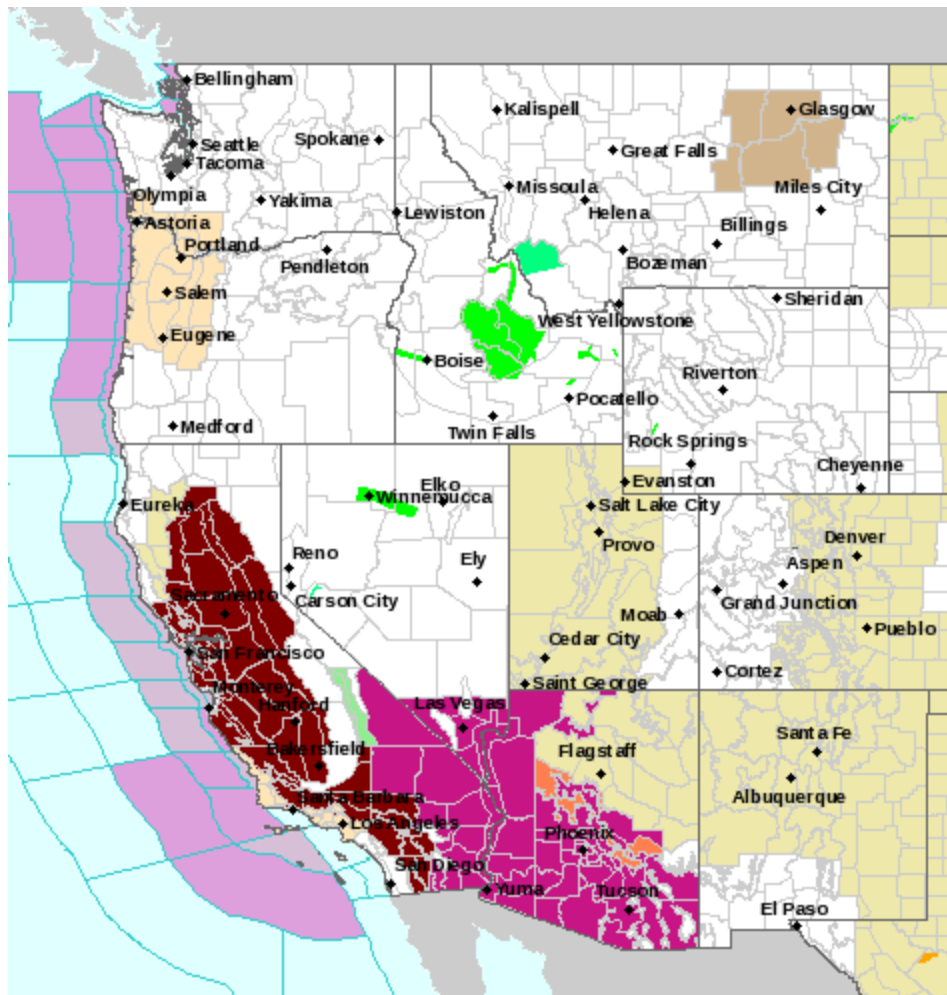 Bellingham
Kalispell
Glasgow
Spokane
Seattle
Great Falls
Tacoma
Missoula
Miles City
Olympia
Yakima
Helena
Lewiston
Astoria
Billings
Portland
Pendleton
Bozeman
Salem
Sheridan
West Yellowstone
Eugene
Boise
Riverton
Pocatello
Medford
Twin Falls
Rock Springs
Cheyenne
Elko
Evanston
Winnemucca
Eureka
Salt Lake City
Denver
Provo
Reno
Ely
Aspen
Sacramento
Carson City
Grand Junction
Moab
Pueblo
Cedar City
San Francisco
Cortez
Saint George
Monterey
Las Vegas
Hanford
Santa Fe
Bakersfield
Flagstaff
Albuquerque
Santa Barbara
Los Angeles
Phoenix
San Diego
Yuma
Tucson
El Paso